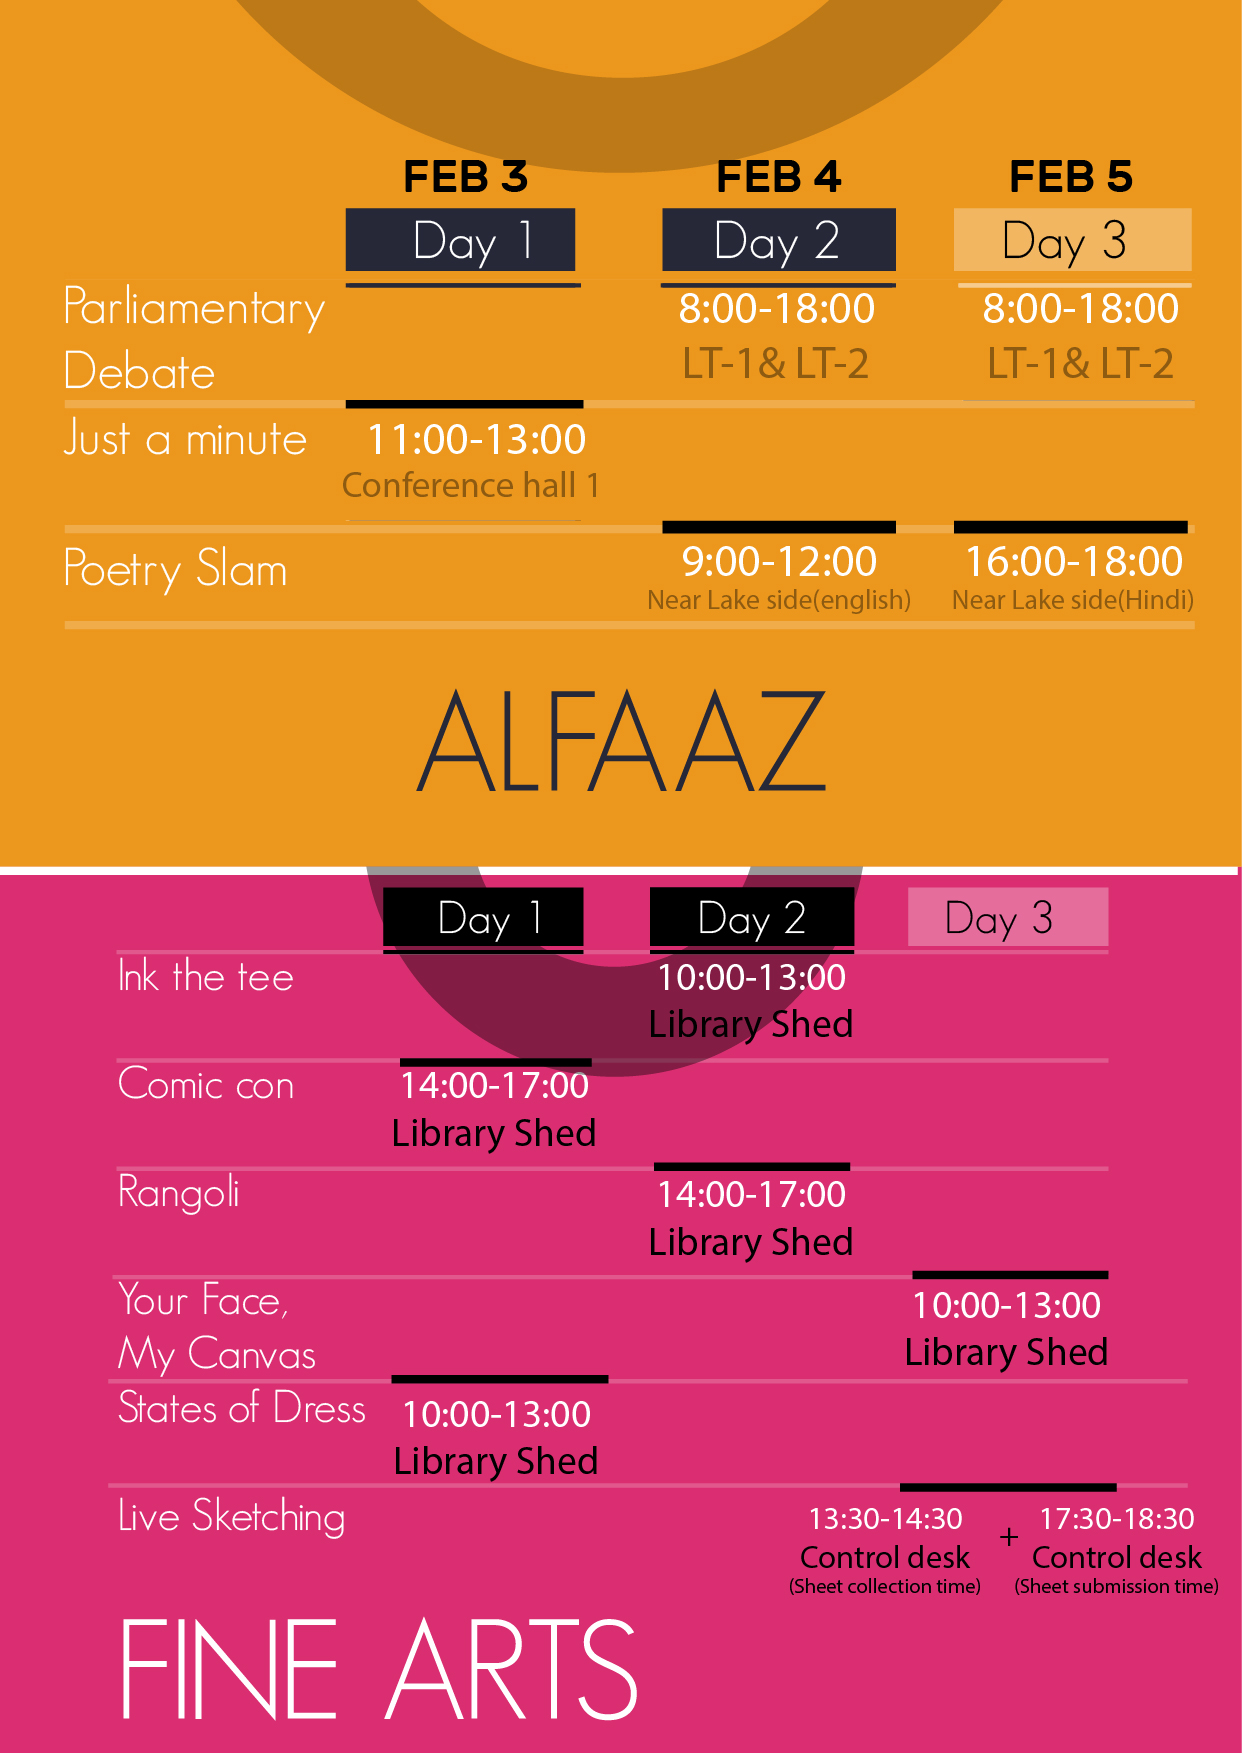 FEB 3 FEB 4 FEB 5
Day 1 Day 2 Day 3
Parliamentary 8:00-18:00 8:00-18:00
Debate LT-1& LT-2 LT-1& LT-2
Just a minute 11:00-13:00
Conference hall 1
Poetry Slam 9:00-12:00 16:00-18:00
Near Lake side(english) Near Lake side(Hindi)
ALFAAZ
Day 1 Day 2 Day 3
Ink the tee 10:00-13:00
Library Shed
Comic con 14:00-17:00
Library Shed
Rangoli 14:00-17:00
Library Shed
Your Face, 10:00-13:00
My Canvas Library Shed
States of Dress 10:00-13:00
Library Shed
Live Sketching 13:30-14:30 + 17:30-18:30
Control desk Control desk
(Sheet collection time) (Sheet submission time)
FINE ARTS